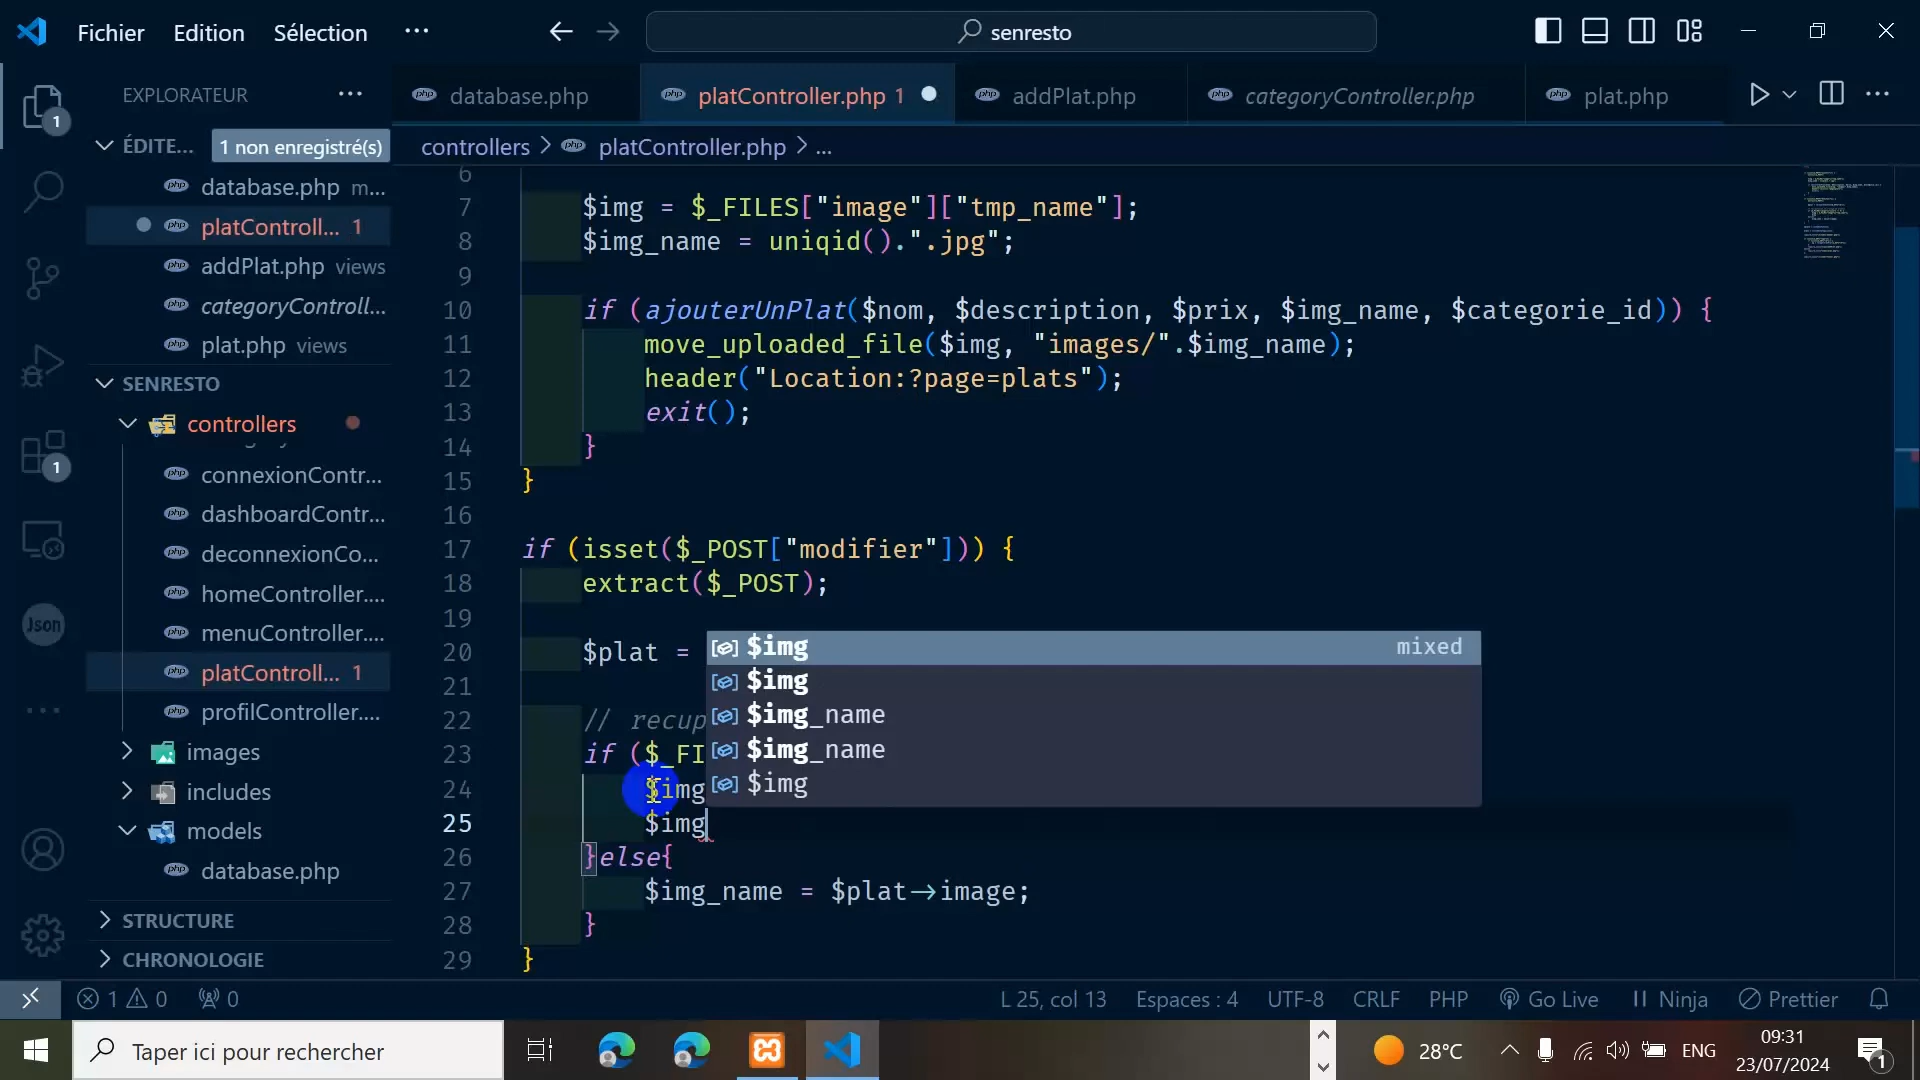 Fichier Edition Sélection ... senresto
EXPLORATEUR ...
ÉDITE... 1 non enregistré(s)
database.php m...
platControll... 1
addPlat.php views
categoryControll...
plat.php views
SENRESTO
controllers
connexionContr...
dashboardContr...
deconnexionCo...
homeController....
menuController....
platControll... 1
profilController....
images
includes
models
database.php
STRUCTURE
CHRONOLOGIE
1
1
Json
database.php platController.php 1 addPlat.php categoryController.php plat.php ...
controllers > platController.php > ...
6
7 $img = $_FILES["image"]["tmp_name"];
8 $img_name = uniqid().".jpg";
9
10 if (ajouterUnPlat($nom, $description, $prix, $img_name, $categorie_id)) {
11 move_uploaded_file($img, "images/".$img_name);
12 header("Location:?page=plats");
13 exit();
14 }
15 }
16
17 if (isset($_POST["modifier"])) {
18 extract($_POST);
19
20 $plat =
21
22 // recup
23 if ($_FI
24 $img
25 $img
26 }else{
27 $img_name = $plat->image;
28 }
29 }
$img mixed
$img
$img_name
$img_name
$img
1 0 0 L 25, col 13 Espaces : 4 UTF-8 CRLF PHP Go Live Ninja Prettier
Taper ici pour rechercher 28°C ENG 09:31
23/07/2024 1